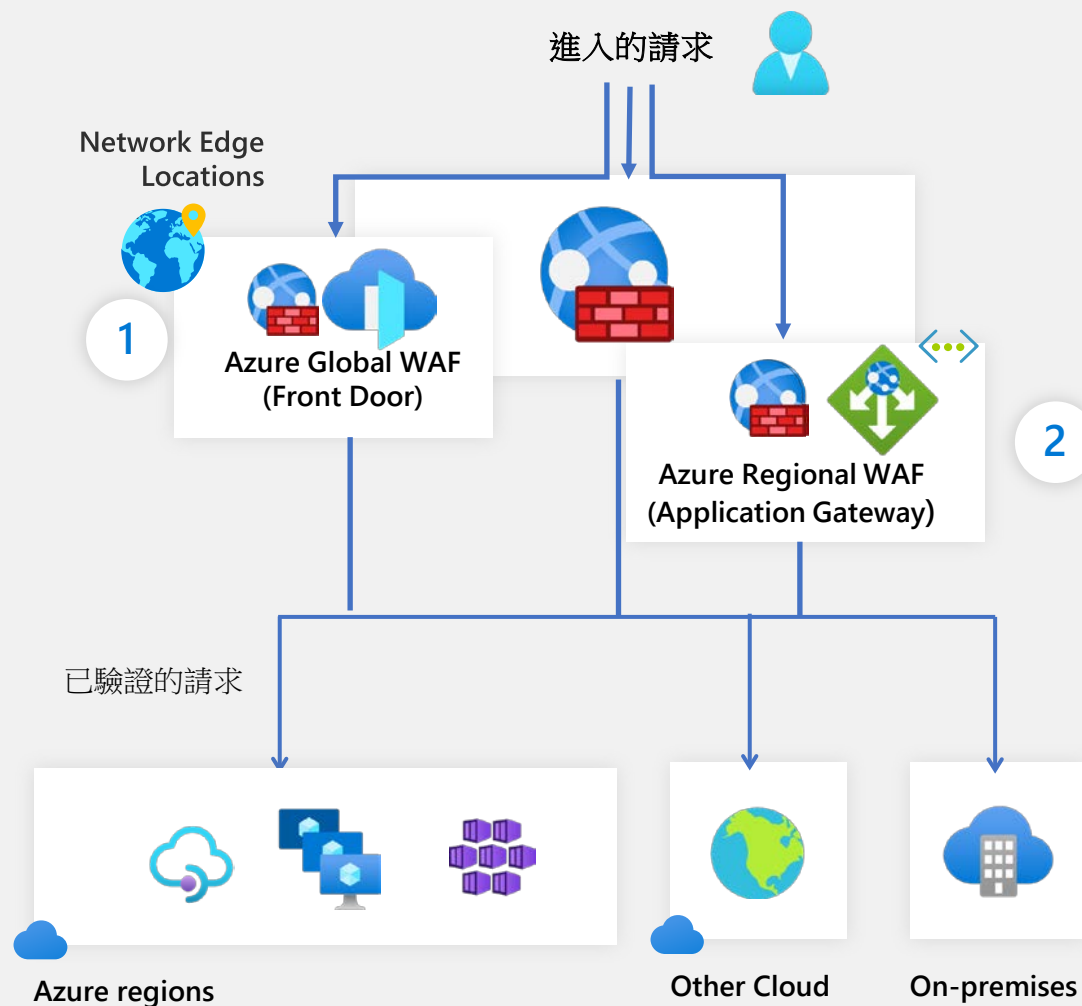 進入的請求
Network Edge
Locations
1
Azure Global WAF
(Front Door)
2
Azure Regional WAF
(Application Gateway)
已驗證的請求
Azure regions
Other Cloud
On-premises